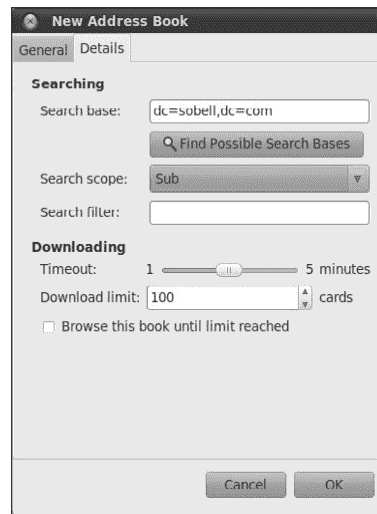 New Address Book
General Details
Searching
Search base: dc=sobell,dc=com
Find Possible Search Bases
Search scope: Sub
Search filter:
Downloading
Timeout: 1 5 minutes
Download limit: 100 cards
Browse this book until limit reached
Cancel OK